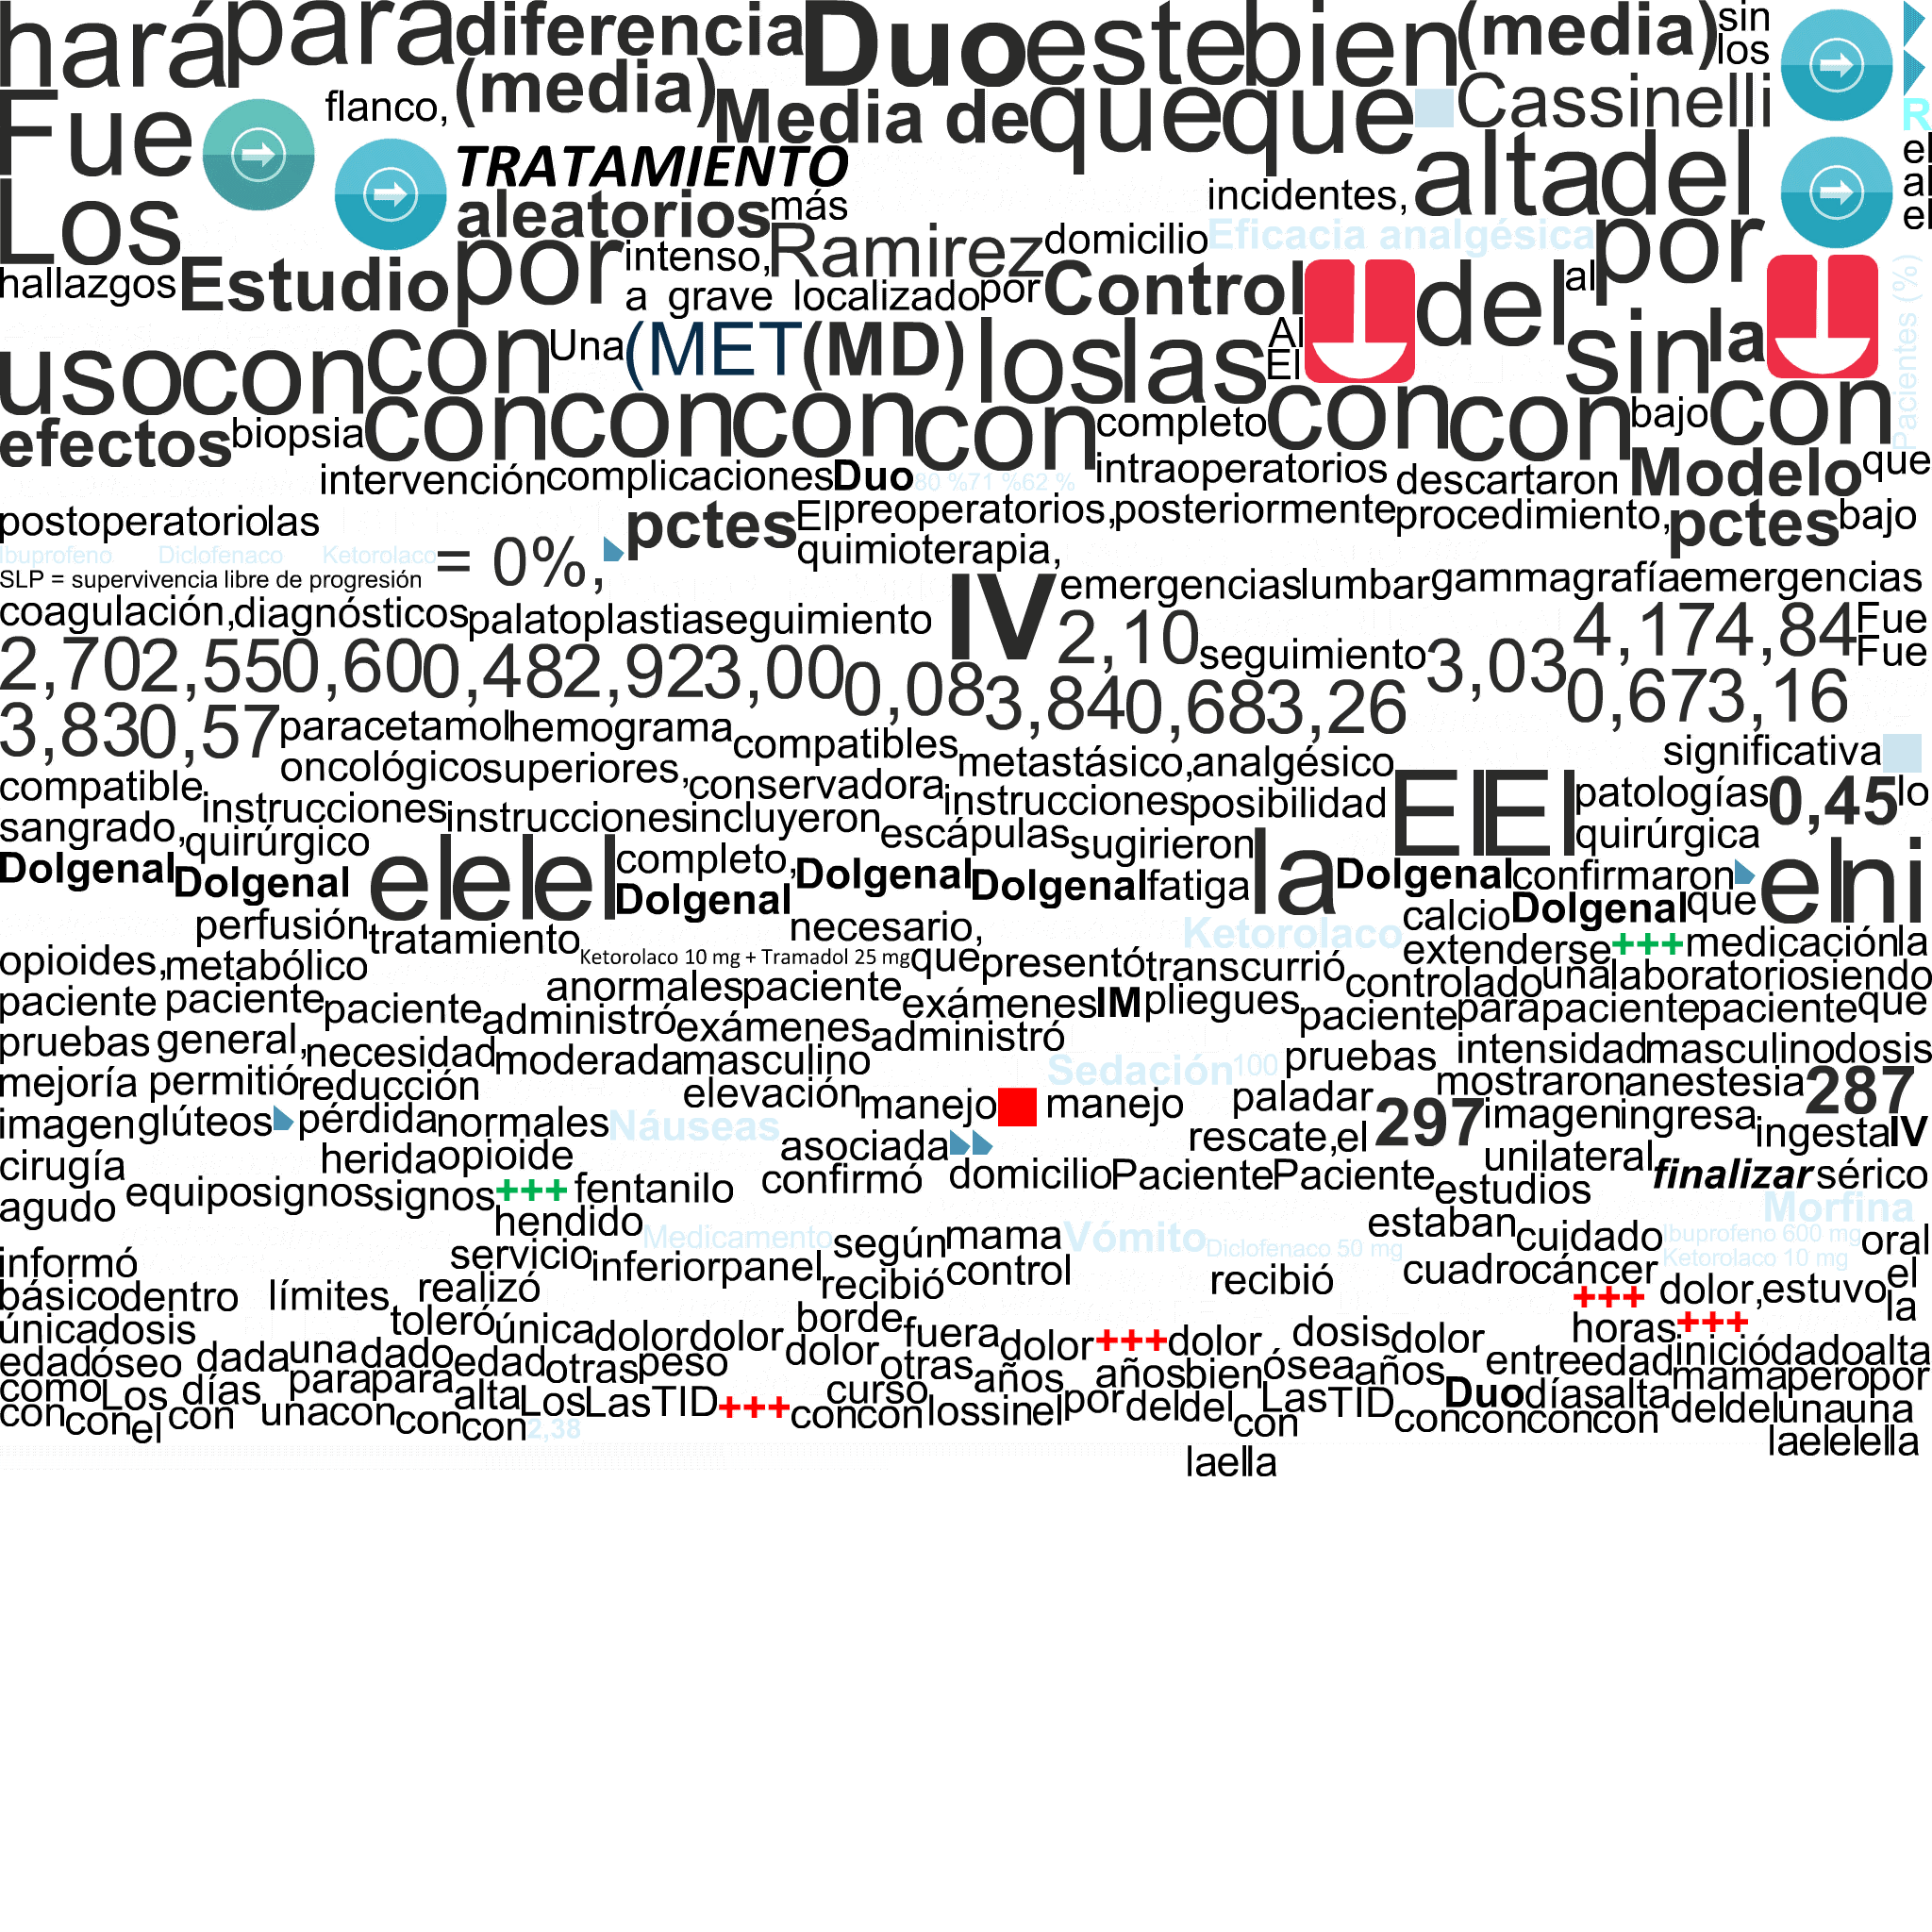 hará para diferencia Duo este bien (media) sin
los
Fue flanco, (media) Media de que que Cassinelli R
TRATAMIENTO el
Los aleatorios más incidentes, alta del al
el
hallazgos Estudio por intenso, Ramirez domicilio Eficacia analgésica por
a grave localizado por Control del al Pacientes (%)
uso con con Una (MET (MD) los las Al
El sin la
efectos biopsia con con con con completo con con bajo con
intervención complicaciones Duo 80 % 71 % 62 % intraoperatorios descartaron Modelo que
postoperatorio las pctes El preoperatorios, posteriormente procedimiento, pctes bajo
Ibuprofeno Diclofenaco Ketorolaco = 0%, quimioterapia,
SLP = supervivencia libre de progresión IV emergencias lumbar gammagrafía emergencias
coagulación, diagnósticos palatoplastia seguimiento 2,10 seguimiento 3,03 4,17 4,84 Fue
Fue
2,70 2,55 0,60 0,48 2,92 3,00 0,08 3,84 0,68 3,26 0,67 3,16
3,83 0,57 paracetamol hemograma compatibles metastásico, analgésico significativa
compatible oncológico superiores, conservadora instrucciones posibilidad El El patologías 0,45 lo
sangrado, instrucciones instrucciones incluyeron escápulas sugirieron quirúrgica
quirúrgico el el el completo, la el ni
Dolgenal Dolgenal Dolgenal Dolgenal Dolgenal fatiga Dolgenal confirmaron
perfusión necesario, Ketorolaco calcio Dolgenal que
opioides, metabólico tratamiento Ketorolaco 10 mg + Tramadol 25 mg que presentó transcurrió extenderse +++ medicación la
paciente paciente paciente anormales paciente exámenes IM pliegues controlado una laboratorio siendo
pruebas general, administró exámenes administró paciente para paciente paciente que
necesidad moderada masculino Sedación 100 pruebas intensidad masculino dosis
mejoría permitió reducción elevación manejo manejo paladar mostraron anestesia 287
imagen glúteos pérdida normales Náuseas asociada rescate, el 297 imagen ingresa ingesta IV
cirugía herida opioide confirmó domicilio Paciente Paciente unilateral finalizar sérico
agudo equipo signos signos +++ fentanilo estudios Morfina
hendido Medicamento según mama Vómito Diclofenaco 50 mg estaban cuidado Ibuprofeno 600 mg oral
informó servicio inferior panel recibió control recibió cuadro cáncer Ketorolaco 10 mg el
básico dentro límites realizó +++ dolor, estuvo la
única dosis toleró única dolor dolor borde fuera dolor +++ dolor dosis dolor horas +++
edad óseo dada una dado edad otras peso dolor otras años años bien ósea años entre edad inició dado alta
como Los días para para alta Los Las TID +++ curso por Las TID Duo días alta mama pero por
con con el con una con con con 2,38 con con los sin el del del con con con con con del del una una
la el la la el el el la